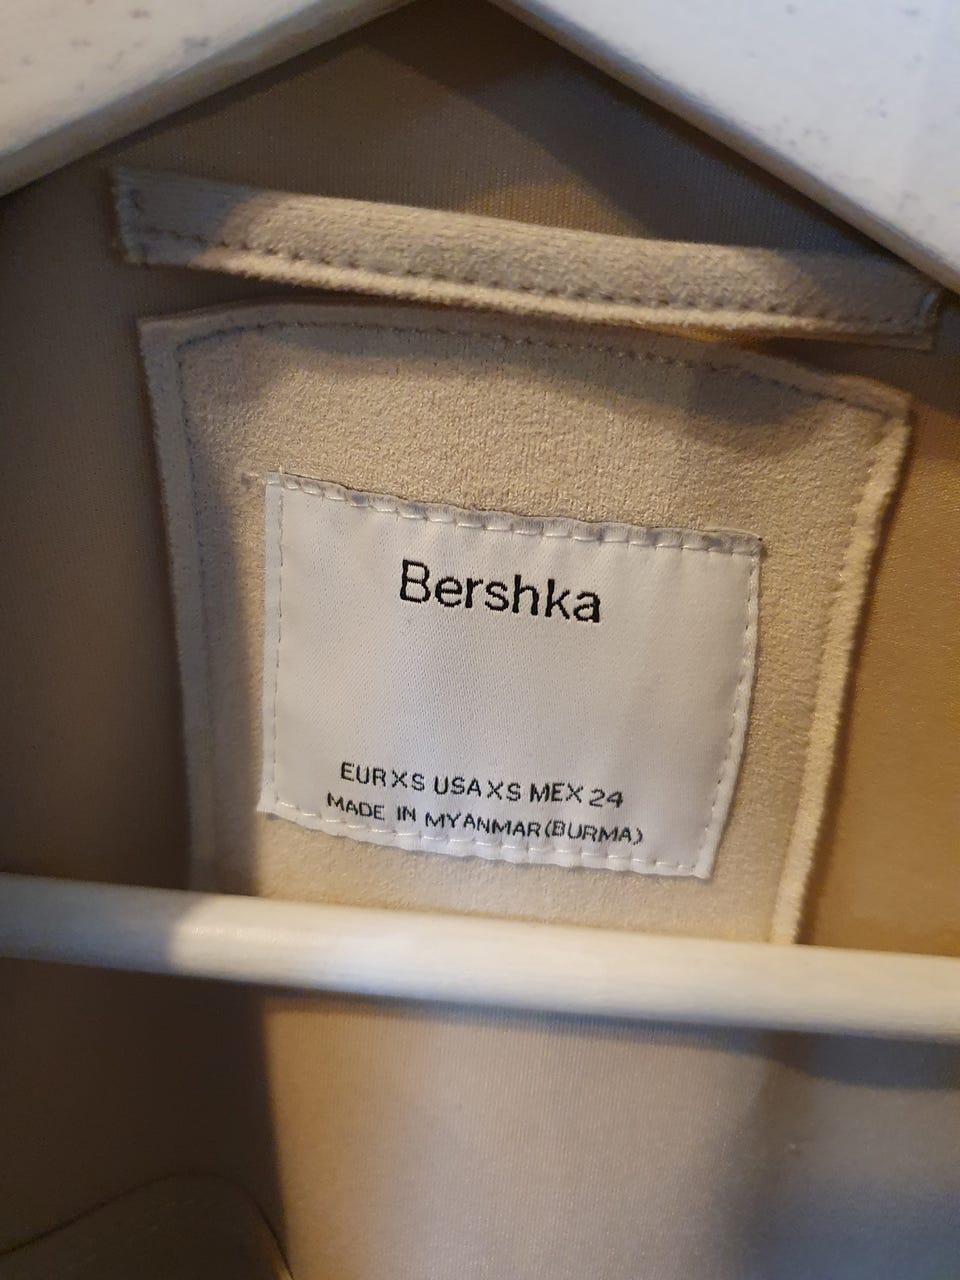 Bershka
EUR XS USA XS MEX 24
MADE IN MYANMAR (BURMA)